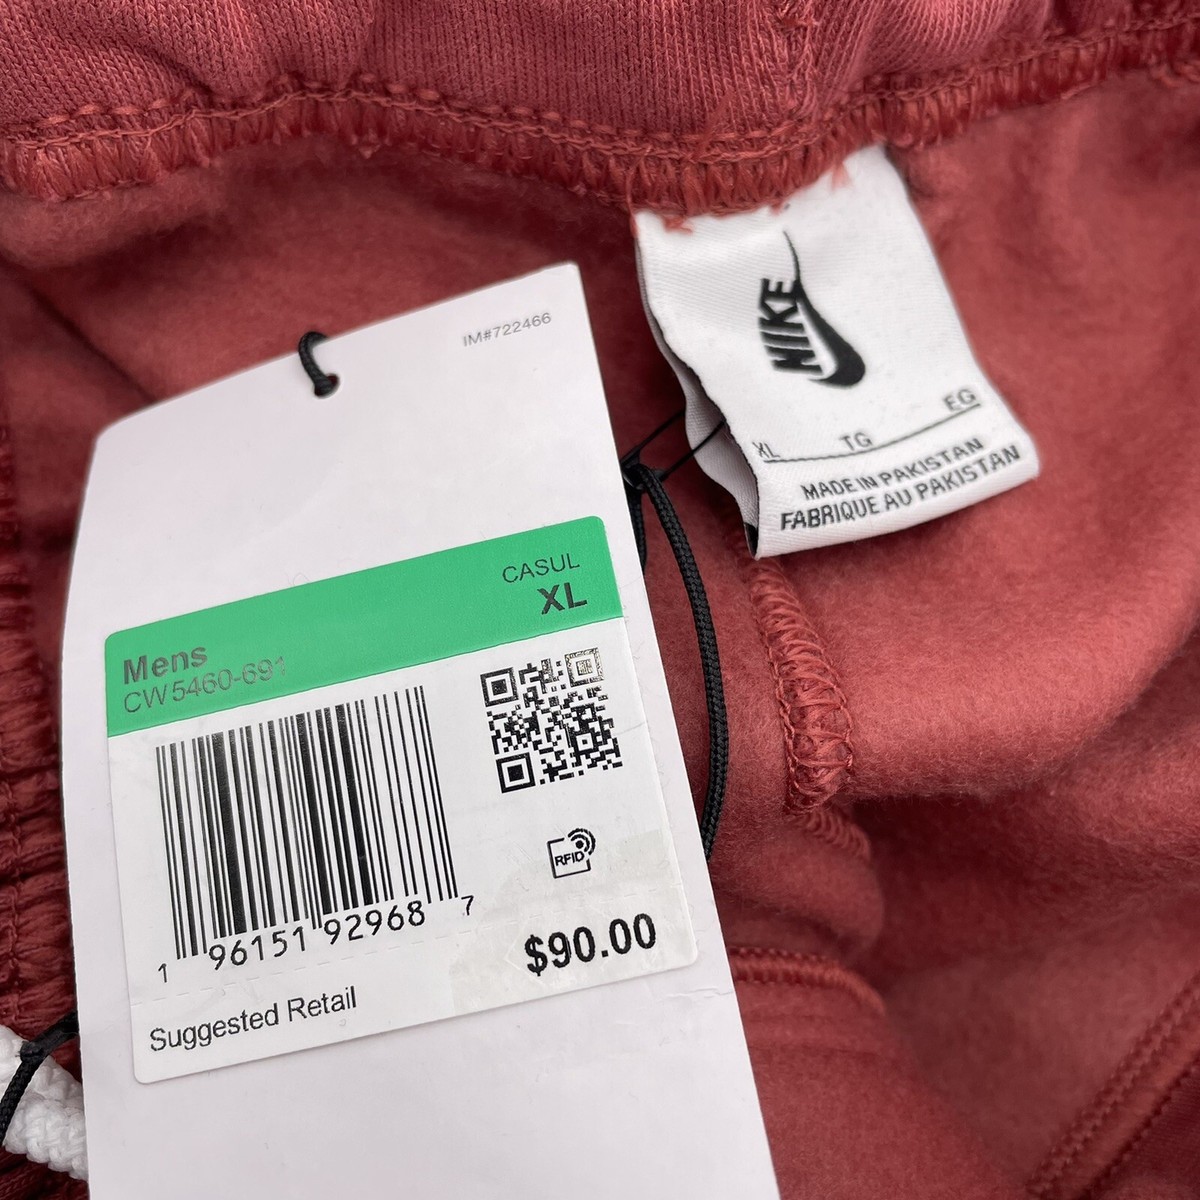 IM#722466
NIKE
XL TG EG
MADE IN PAKISTAN
FABRIQUE AU PAKISTAN
CASUL
XL
Mens
CW5460-691
RFID
1 96151 92968 7
$90.00
Suggested Retail